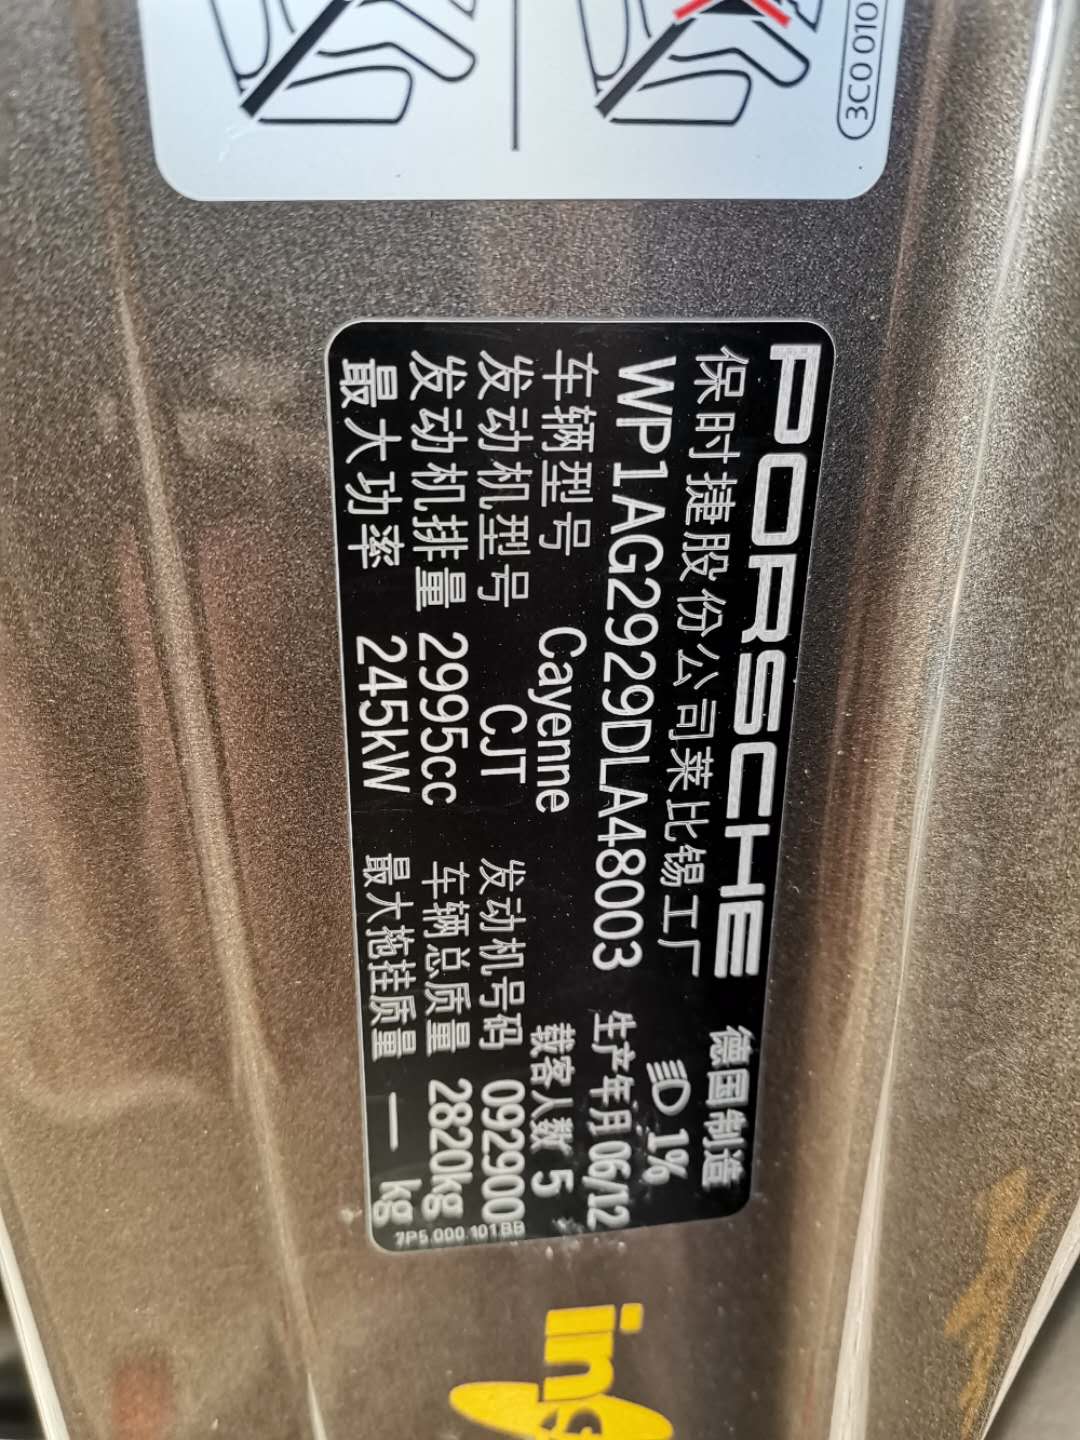 3C0 010
PORSCHE 德国制造
保时捷股份公司莱比锡工厂 1%
WP1AG2929DLA48003 生产年月 06/12
车辆型号 Cayenne 载客人数 5
发动机型号 CJT 发动机号码 092900
发动机排量 2995cc 车辆总质量 2820kg
最大功率 245kW 最大拖挂质量 — kg
7P5.000.101.BB